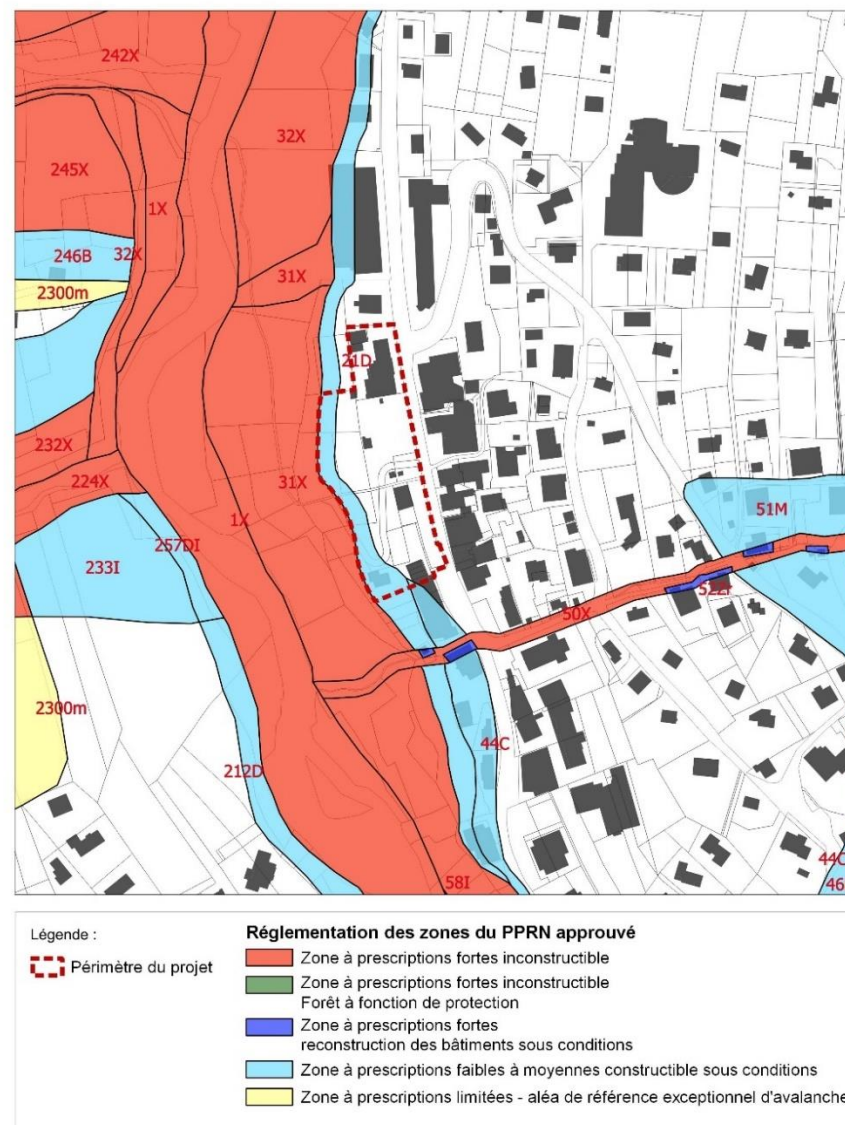 242X
32X
245X
1X
246B
32X
31X
2300m
21D
232X
224X
31X
1X
51M
257DI
233I
50X
2300m
44C
212D
44C
46
58I
Légende :
Périmètre du projet
Réglementation des zones du PPRN approuvé
Zone à prescriptions fortes inconstructible
Zone à prescriptions fortes inconstructible
Forêt à fonction de protection
Zone à prescriptions fortes
reconstruction des bâtiments sous conditions
Zone à prescriptions faibles à moyennes constructible sous conditions
Zone à prescriptions limitées - aléa de référence exceptionnel d'avalanche